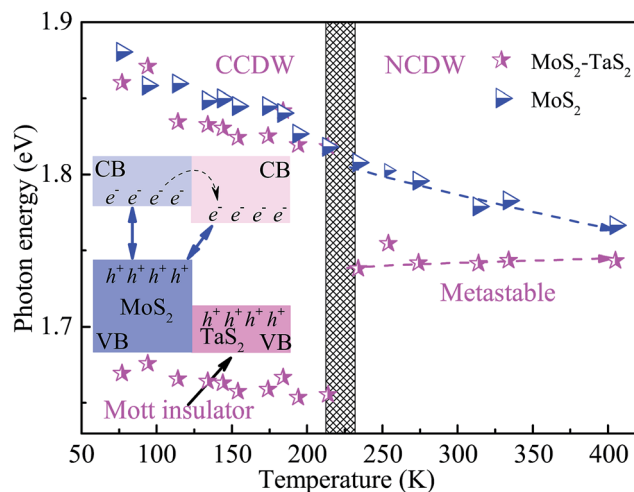 1.9
1.8
1.7
Photon energy (eV)
CCDW
NCDW
MoS₂-TaS₂
MoS₂
CB
CB
e⁻ e⁻ e⁻ e⁻
e⁻ e⁻ e⁻ e⁻
h⁺ h⁺ h⁺ h⁺
MoS₂
h⁺ h⁺ h⁺ h⁺
TaS₂
VB
VB
Metastable
Mott insulator
50 100 150 200 250 300 350 400
Temperature (K)